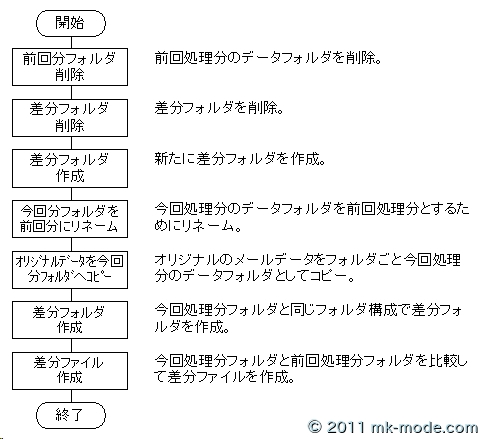 開始
前回分フォルダ
削除
前回処理分のデータフォルダを削除。
差分フォルダ
削除
差分フォルダを削除。
差分フォルダ
作成
新たに差分フォルダを作成。
今回分フォルダを
前回分にリネーム
今回処理分のデータフォルダを前回処理分とするた
めにリネーム。
オリジナルデータを今回
分フォルダへコピー
オリジナルのメールデータをフォルダごと今回処理
分のデータフォルダとしてコピー。
差分フォルダ
作成
今回処理分フォルダと同じフォルダ構成で差分フォ
ルダを作成。
差分ファイル
作成
今回処理分フォルダと前回処理分フォルダを比較し
て差分ファイルを作成。
終了
© 2011 mk-mode.com